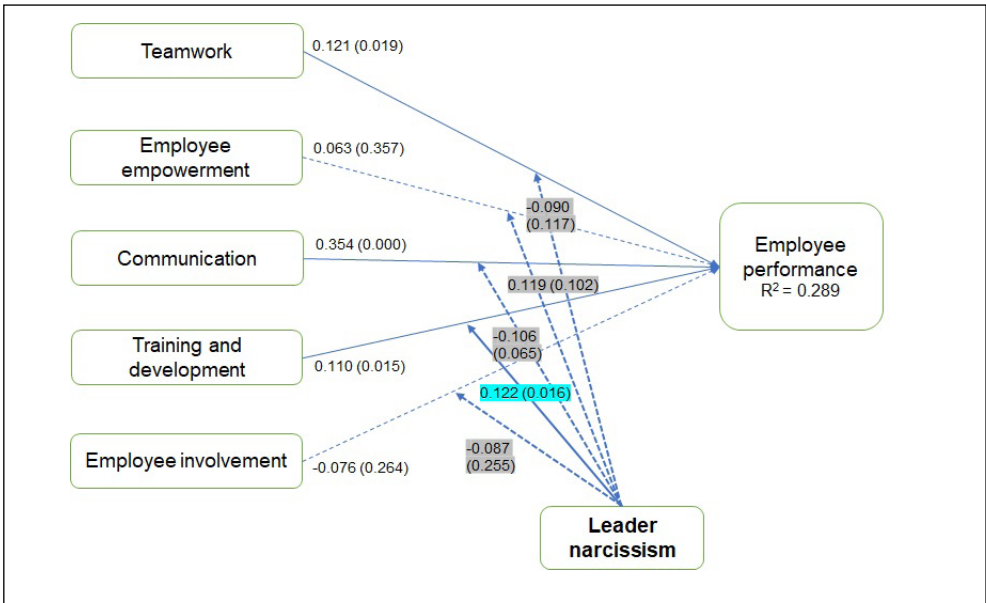 Teamwork
0.121 (0.019)
Employee
empowerment
0.063 (0.357)
-0.090
(0.117)
Communication
0.354 (0.000)
Employee
performance
R² = 0.289
0.119 (0.102)
Training and
development
0.110 (0.015)
-0.106
(0.065)
0.122 (0.016)
Employee involvement
-0.076 (0.264)
-0.087
(0.255)
Leader
narcissism